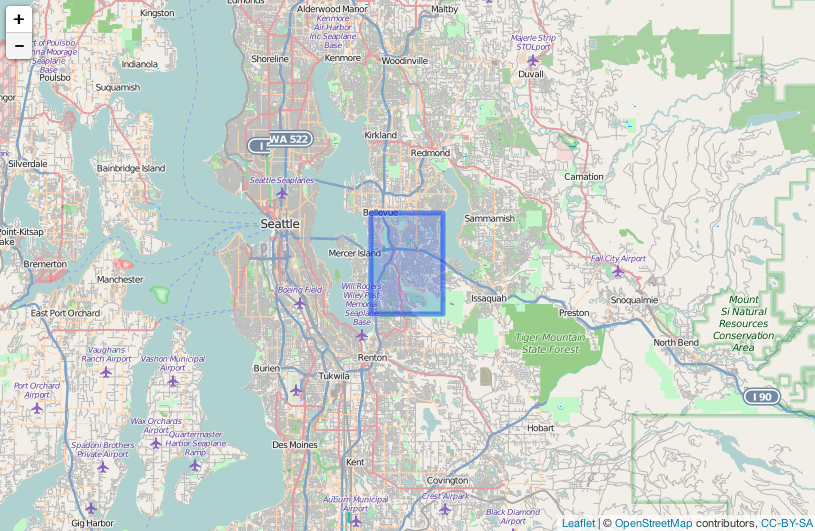 +
−
Edmonds
Alderwood Manor
Maltby
Kingston
Kenmore
Air Harbor
Inc Seaplane
Base
Majerle Strip
STOLport
Port of Poulsbo
Moorage
Seaplane
Base
Indianola
Shoreline
Kenmore
Woodinville
Duvall
Poulsbo
Suquamish
Kirkland
WA 522
I 5
Redmond
Silverdale
Bainbridge Island
Seattle Seaplanes
Carnation
Bellevue
Sammamish
Seattle
Point-Kitsap
Lake
Mercer Island
Fall City Airport
Bremerton
Manchester
Boeing Field
Will Rogers
Wiley Post
Memorial
Seaplane
Base
Issaquah
Snoqualmie
Mount
Si Natural
Resources
Conservation
Area
East Port Orchard
Preston
Tiger Mountain
State Forest
North Bend
Vaughans
Ranch Airport
Vashon Municipal
Airport
Renton
Burien
Tukwila
Port Orchard
Airport
I 90
Wax Orchards
Airport
Quartermaster
Harbor Seaplane
Ramp
Hobart
Spadoni Brothers
Private Airport
Des Moines
Kent
Covington
Crest Airport
Auburn Municipal
Airport
Black Diamond
Airport
Gig Harbor
Leaflet | © OpenStreetMap contributors, CC-BY-SA